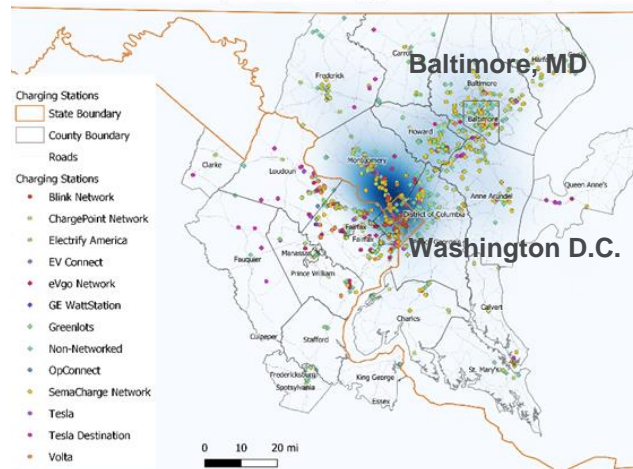 Baltimore, MD
Washington D.C.
Charging Stations
State Boundary
County Boundary
Roads
Charging Stations
Blink Network
ChargePoint Network
Electrify America
EV Connect
eVgo Network
GE WattStation
Greenlots
Non-Networked
OpConnect
SemaCharge Network
Tesla
Tesla Destination
Volta
Carroll
Frederick
Baltimore
Baltimore
Howard
Montgomery
Clarke
Loudoun
Queen Anne's
Anne Arundel
District of Columbia
Fairfax
Fairfax
Manassas
Fauquier
Prince William
Calvert
Charles
Culpeper
Stafford
St. Mary's
Fredericksburg
Spotsylvania
King George
Essex
0 10 20 mi